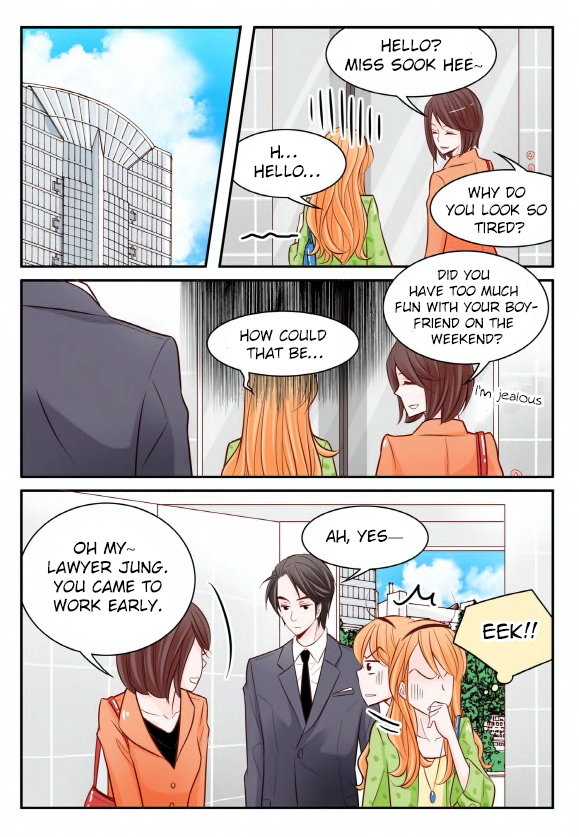 HELLO?
MISS SOOK HEE~
H...
HELLO...
WHY DO
YOU LOOK SO
TIRED?
DID YOU
HAVE TOO MUCH
FUN WITH YOUR BOY-
FRIEND ON THE
WEEKEND?
I'm jealous
HOW COULD
THAT BE...
OH MY~
LAWYER JUNG.
YOU CAME TO
WORK EARLY.
AH, YES—
EEK!!